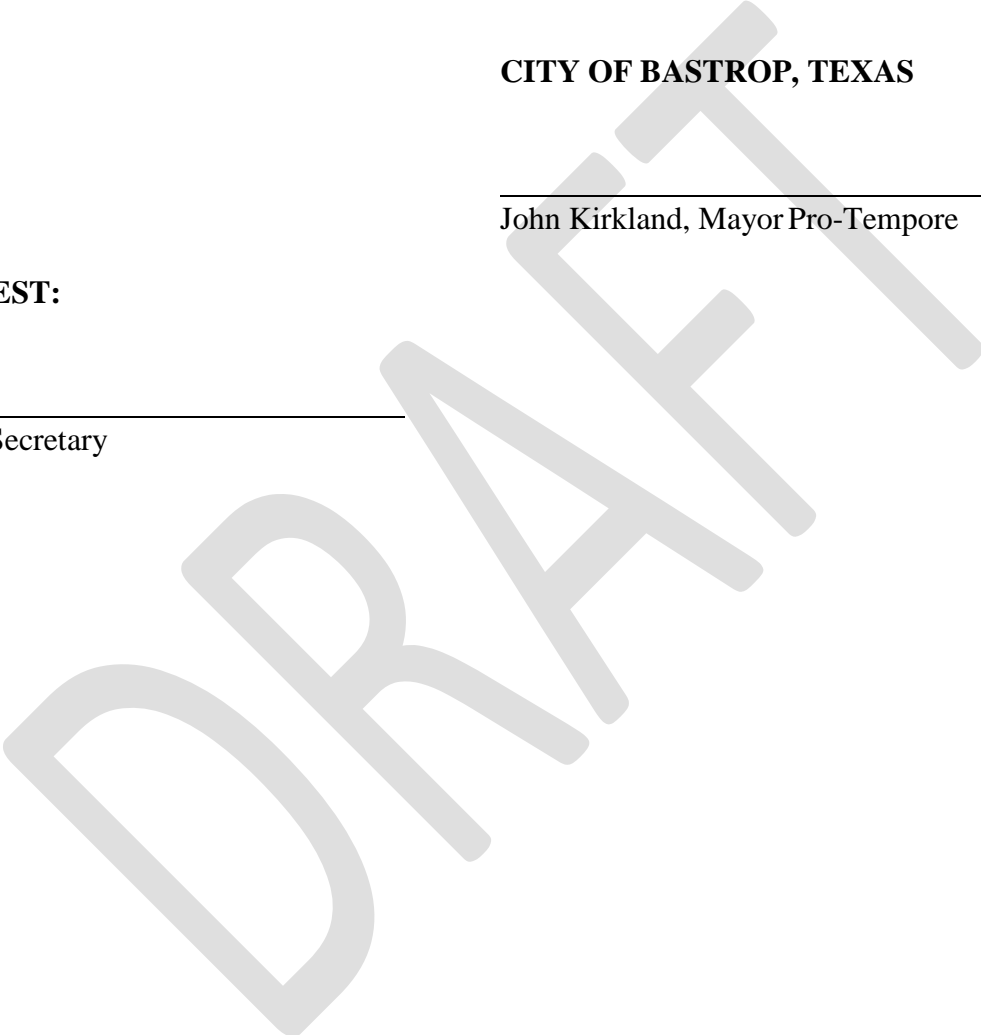 CITY OF BASTROP, TEXAS
John Kirkland, Mayor Pro-Tempore
EST:
Secretary
DRAFT